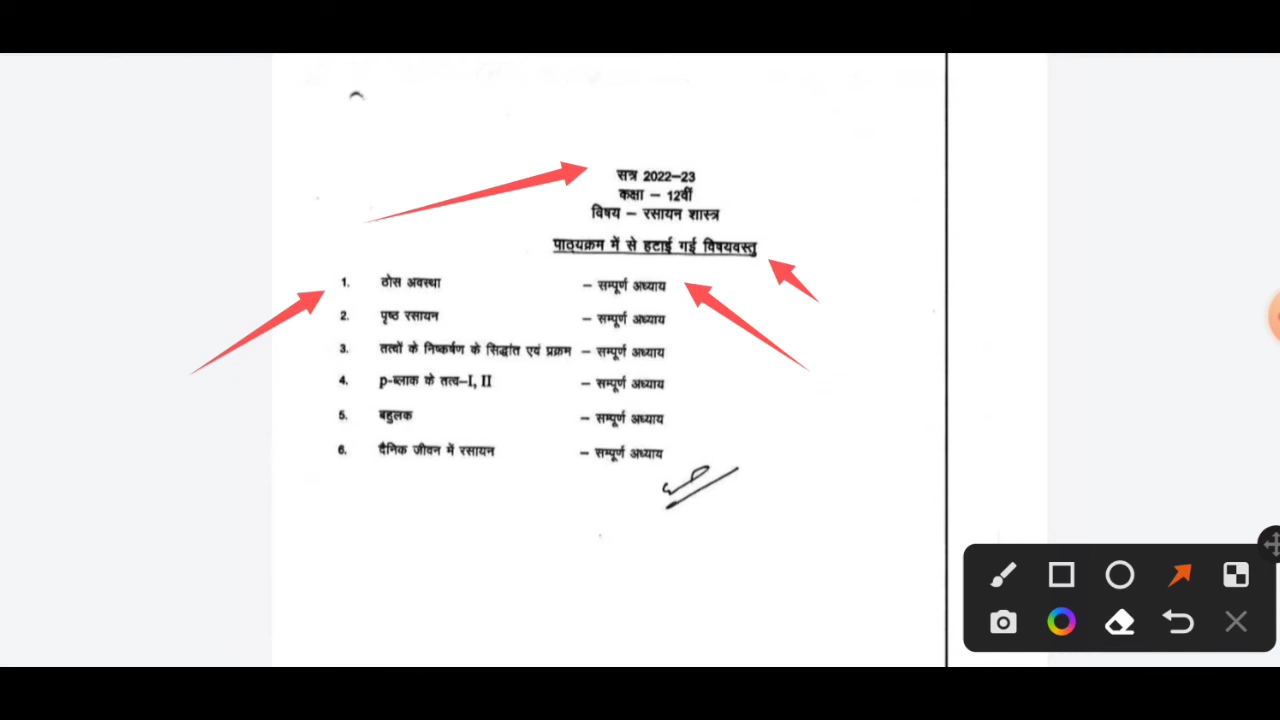 सत्र 2022–23
कक्षा – 12वीं
विषय – रसायन शास्त्र
पाठ्यक्रम में से हटाई गई विषयवस्तु
1. ठोस अवस्था – सम्पूर्ण अध्याय
2. पृष्ठ रसायन – सम्पूर्ण अध्याय
3. तत्वों के निष्कर्षण के सिद्धांत एवं प्रक्रम – सम्पूर्ण अध्याय
4. p-ब्लाक के तत्व–I, II – सम्पूर्ण अध्याय
5. बहुलक – सम्पूर्ण अध्याय
6. दैनिक जीवन में रसायन – सम्पूर्ण अध्याय